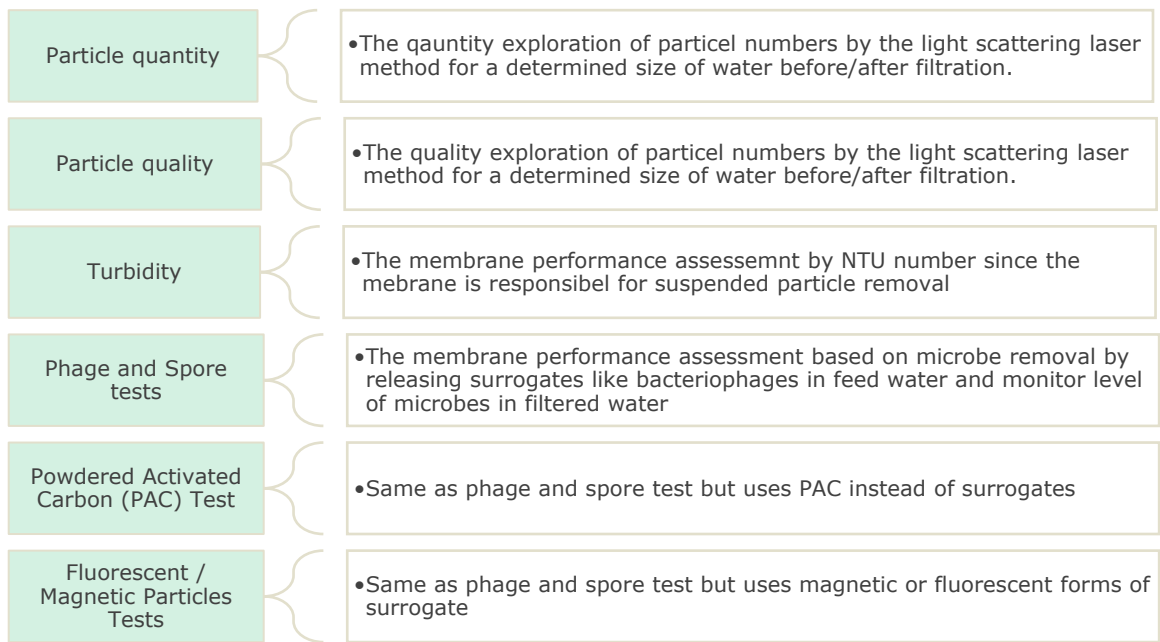 Particle quantity
•The qauntity exploration of particel numbers by the light scattering laser
method for a determined size of water before/after filtration.
Particle quality
•The quality exploration of particel numbers by the light scattering laser
method for a determined size of water before/after filtration.
Turbidity
•The membrane performance assessemnt by NTU number since the
mebrane is responsibel for suspended particle removal
Phage and Spore
tests
•The membrane performance assessment based on microbe removal by
releasing surrogates like bacteriophages in feed water and monitor level
of microbes in filtered water
Powdered Activated
Carbon (PAC) Test
•Same as phage and spore test but uses PAC instead of surrogates
Fluorescent /
Magnetic Particles
Tests
•Same as phage and spore test but uses magnetic or fluorescent forms of
surrogate